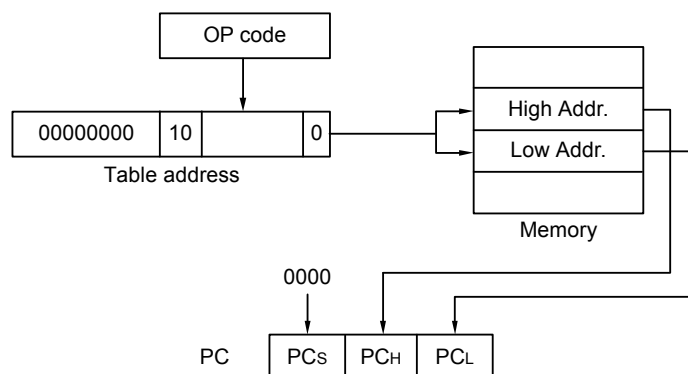 OP code
00000000 10 0
Table address
High Addr.
Low Addr.
Memory
0000
PC PCS PCH PCL